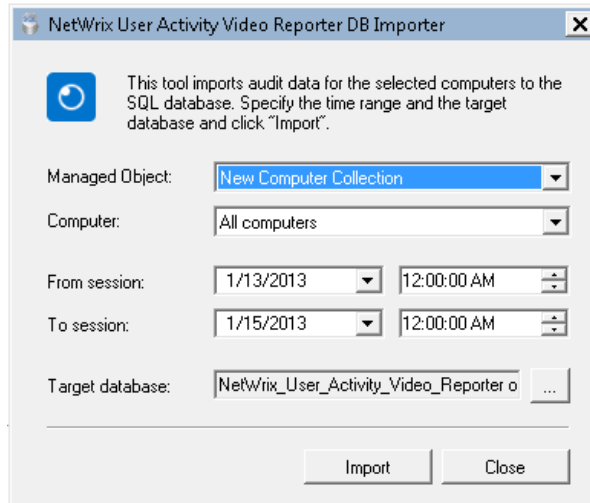 NetWrix User Activity Video Reporter DB Importer
This tool imports audit data for the selected computers to the
SQL database. Specify the time range and the target
database and click "Import".
Managed Object: New Computer Collection
Computer: All computers
From session: 1/13/2013 12:00:00 AM
To session: 1/15/2013 12:00:00 AM
Target database: NetWrix_User_Activity_Video_Reporter o ...
Import Close